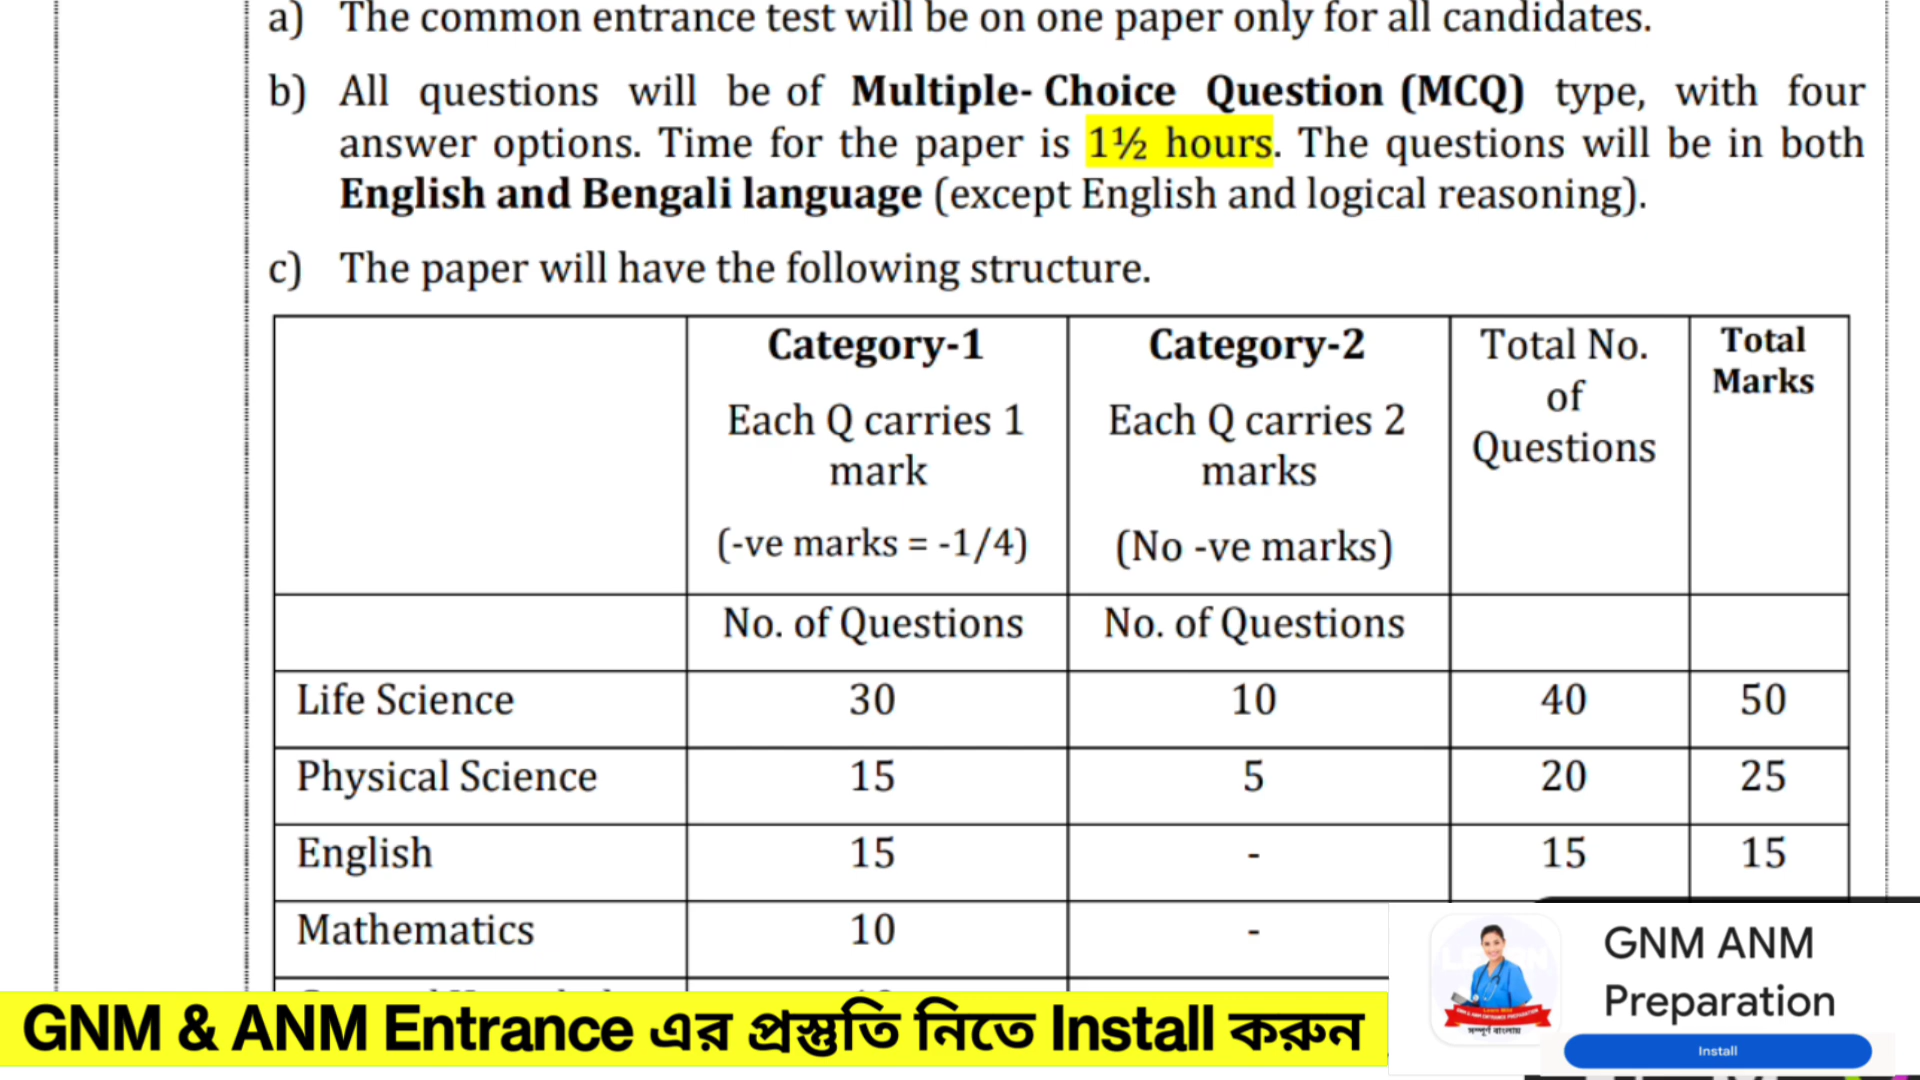 a) The common entrance test will be on one paper only for all candidates.
b) All questions will be of Multiple- Choice Question (MCQ) type, with four
answer options. Time for the paper is 1½ hours. The questions will be in both
English and Bengali language (except English and logical reasoning).
c) The paper will have the following structure.
Category-1 Category-2 Total No. Total
Marks
of
Each Q carries 1 Each Q carries 2 Questions
mark marks
(-ve marks = -1/4) (No -ve marks)
No. of Questions No. of Questions
Life Science 30 10 40 50
Physical Science 15 5 20 25
English 15 - 15 15
Mathematics 10 -
GNM & ANM Entrance এর প্রস্তুতি নিতে Install করুন
GNM ANM
Preparation
সম্পূর্ণ বাংলায়
Install